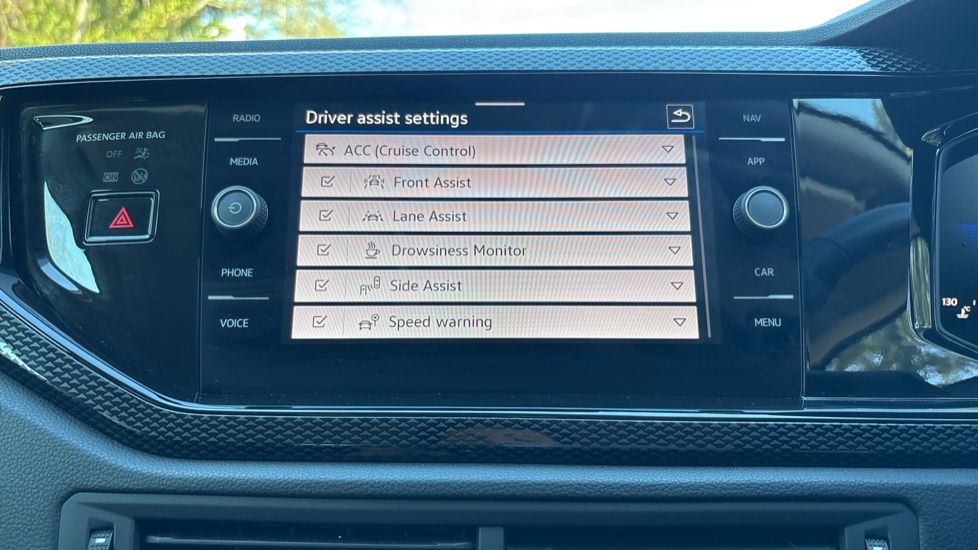 PASSENGER AIR BAG
OFF
ON
RADIO
MEDIA
PHONE
VOICE
Driver assist settings
ACC (Cruise Control)
Front Assist
Lane Assist
Drowsiness Monitor
Side Assist
Speed warning
NAV
APP
CAR
MENU
130
°C